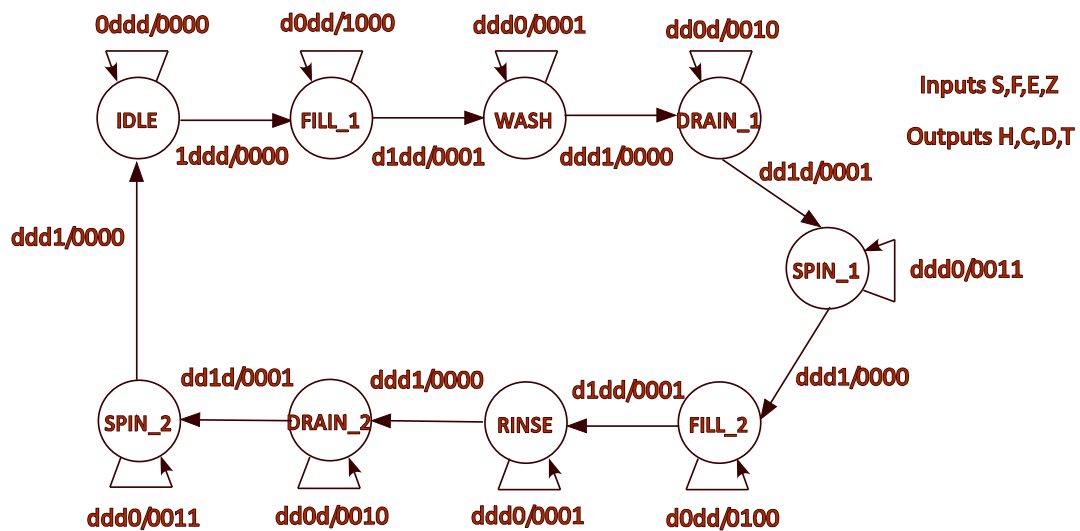 0ddd/0000
d0dd/1000
ddd0/0001
dd0d/0010
Inputs S,F,E,Z
IDLE
FILL_1
WASH
DRAIN_1
Outputs H,C,D,T
1ddd/0000
d1dd/0001
ddd1/0000
dd1d/0001
ddd1/0000
SPIN_1
ddd0/0011
dd1d/0001
ddd1/0000
d1dd/0001
ddd1/0000
SPIN_2
DRAIN_2
RINSE
FILL_2
ddd0/0011
dd0d/0010
ddd0/0001
d0dd/0100